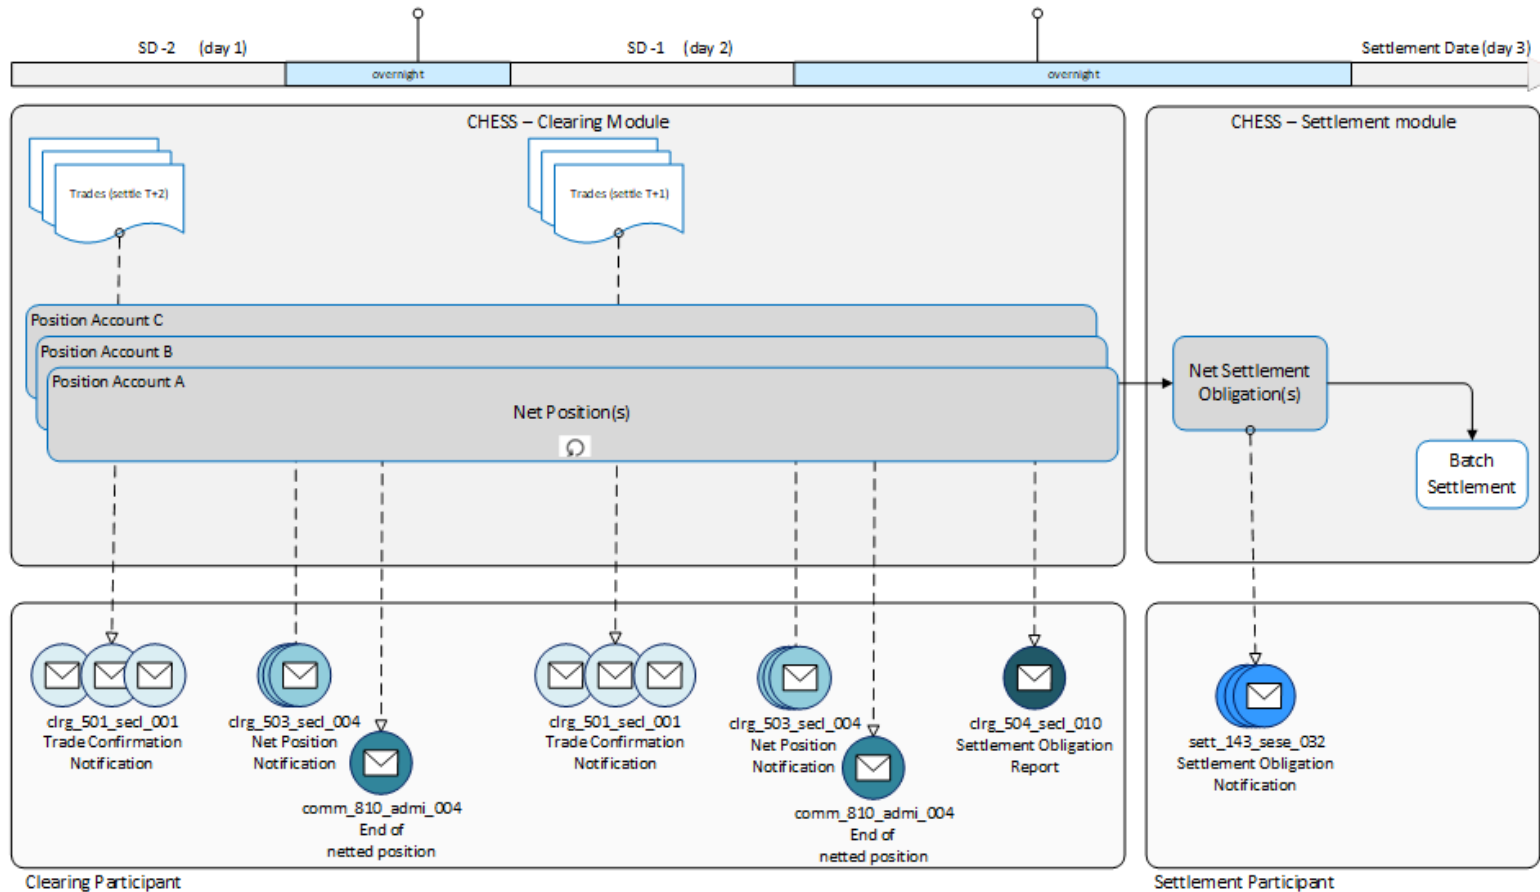 SD -2 (day 1)
SD -1 (day 2)
Settlement Date (day 3)
overnight
overnight
CHESS – Clearing Module
CHESS – Settlement module
Trades (settle T+2)
Trades (settle T+1)
Position Account C
Position Account B
Position Account A
Net Position(s)
Net Settlement
Obligation(s)
Batch
Settlement
clrg_501_secl_001
Trade Confirmation
Notification
clrg_503_secl_004
Net Position
Notification
comm_810_admi_004
End of
netted position
clrg_501_secl_001
Trade Confirmation
Notification
clrg_503_secl_004
Net Position
Notification
comm_810_admi_004
End of
netted position
clrg_504_secl_010
Settlement Obligation
Report
sett_143_sese_032
Settlement Obligation
Notification
Clearing Participant
Settlement Participant